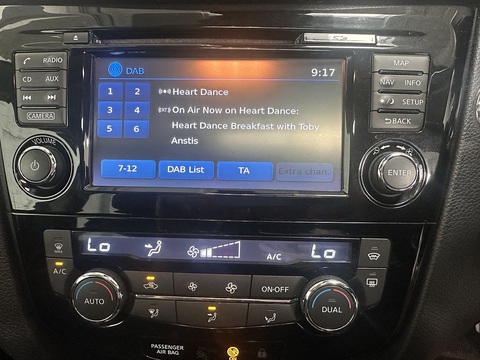 RADIO
CD AUX
CAMERA
VOLUME
DAB
9:17
1 2
3 4
5 6
Heart Dance
On Air Now on Heart Dance:
Heart Dance Breakfast with Toby
Anstis
7-12
DAB List
TA
Extra chan.
MAP
NAV INFO
SETUP
BACK
ENTER
Lo
A/C
Lo
A/C
AUTO
ON-OFF
DUAL
PASSENGER
AIR BAG